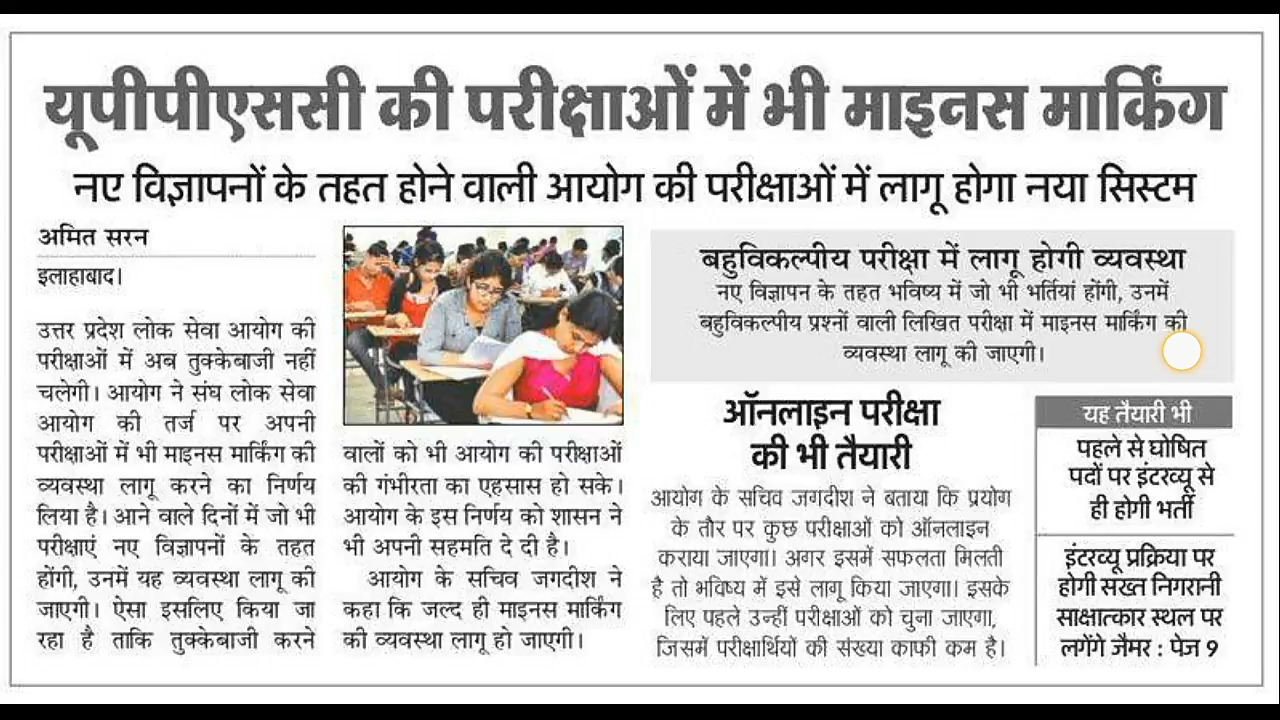 यूपीपीएससी की परीक्षाओं में भी माइनस मार्किंग
नए विज्ञापनों के तहत होने वाली आयोग की परीक्षाओं में लागू होगा नया सिस्टम
अमित सरन
इलाहाबाद।
उत्तर प्रदेश लोक सेवा आयोग की
परीक्षाओं में अब तुक्केबाजी नहीं
चलेगी। आयोग ने संघ लोक सेवा
आयोग की तर्ज पर अपनी
परीक्षाओं में भी माइनस मार्किंग की
व्यवस्था लागू करने का निर्णय
लिया है। आने वाले दिनों में जो भी
परीक्षाएं नए विज्ञापनों के तहत
होंगी, उनमें यह व्यवस्था लागू की
जाएगी। ऐसा इसलिए किया जा
रहा है ताकि तुक्केबाजी करने
वालों को भी आयोग की परीक्षाओं
की गंभीरता का एहसास हो सके।
आयोग के इस निर्णय को शासन ने
भी अपनी सहमति दे दी है।
आयोग के सचिव जगदीश ने
कहा कि जल्द ही माइनस मार्किंग
की व्यवस्था लागू हो जाएगी।
बहुविकल्पीय परीक्षा में लागू होगी व्यवस्था
नए विज्ञापन के तहत भविष्य में जो भी भर्तियां होंगी, उनमें
बहुविकल्पीय प्रश्नों वाली लिखित परीक्षा में माइनस मार्किंग की
व्यवस्था लागू की जाएगी।
ऑनलाइन परीक्षा
की भी तैयारी
आयोग के सचिव जगदीश ने बताया कि प्रयोग
के तौर पर कुछ परीक्षाओं को ऑनलाइन
कराया जाएगा। अगर इसमें सफलता मिलती
है तो भविष्य में इसे लागू किया जाएगा। इसके
लिए पहले उन्हीं परीक्षाओं को चुना जाएगा,
जिसमें परीक्षार्थियों की संख्या काफी कम है।
यह तैयारी भी
पहले से घोषित
पदों पर इंटरव्यू से
ही होगी भर्ती
इंटरव्यू प्रक्रिया पर
होगी सख्त निगरानी
साक्षात्कार स्थल पर
लगेंगे जैमर : पेज 9